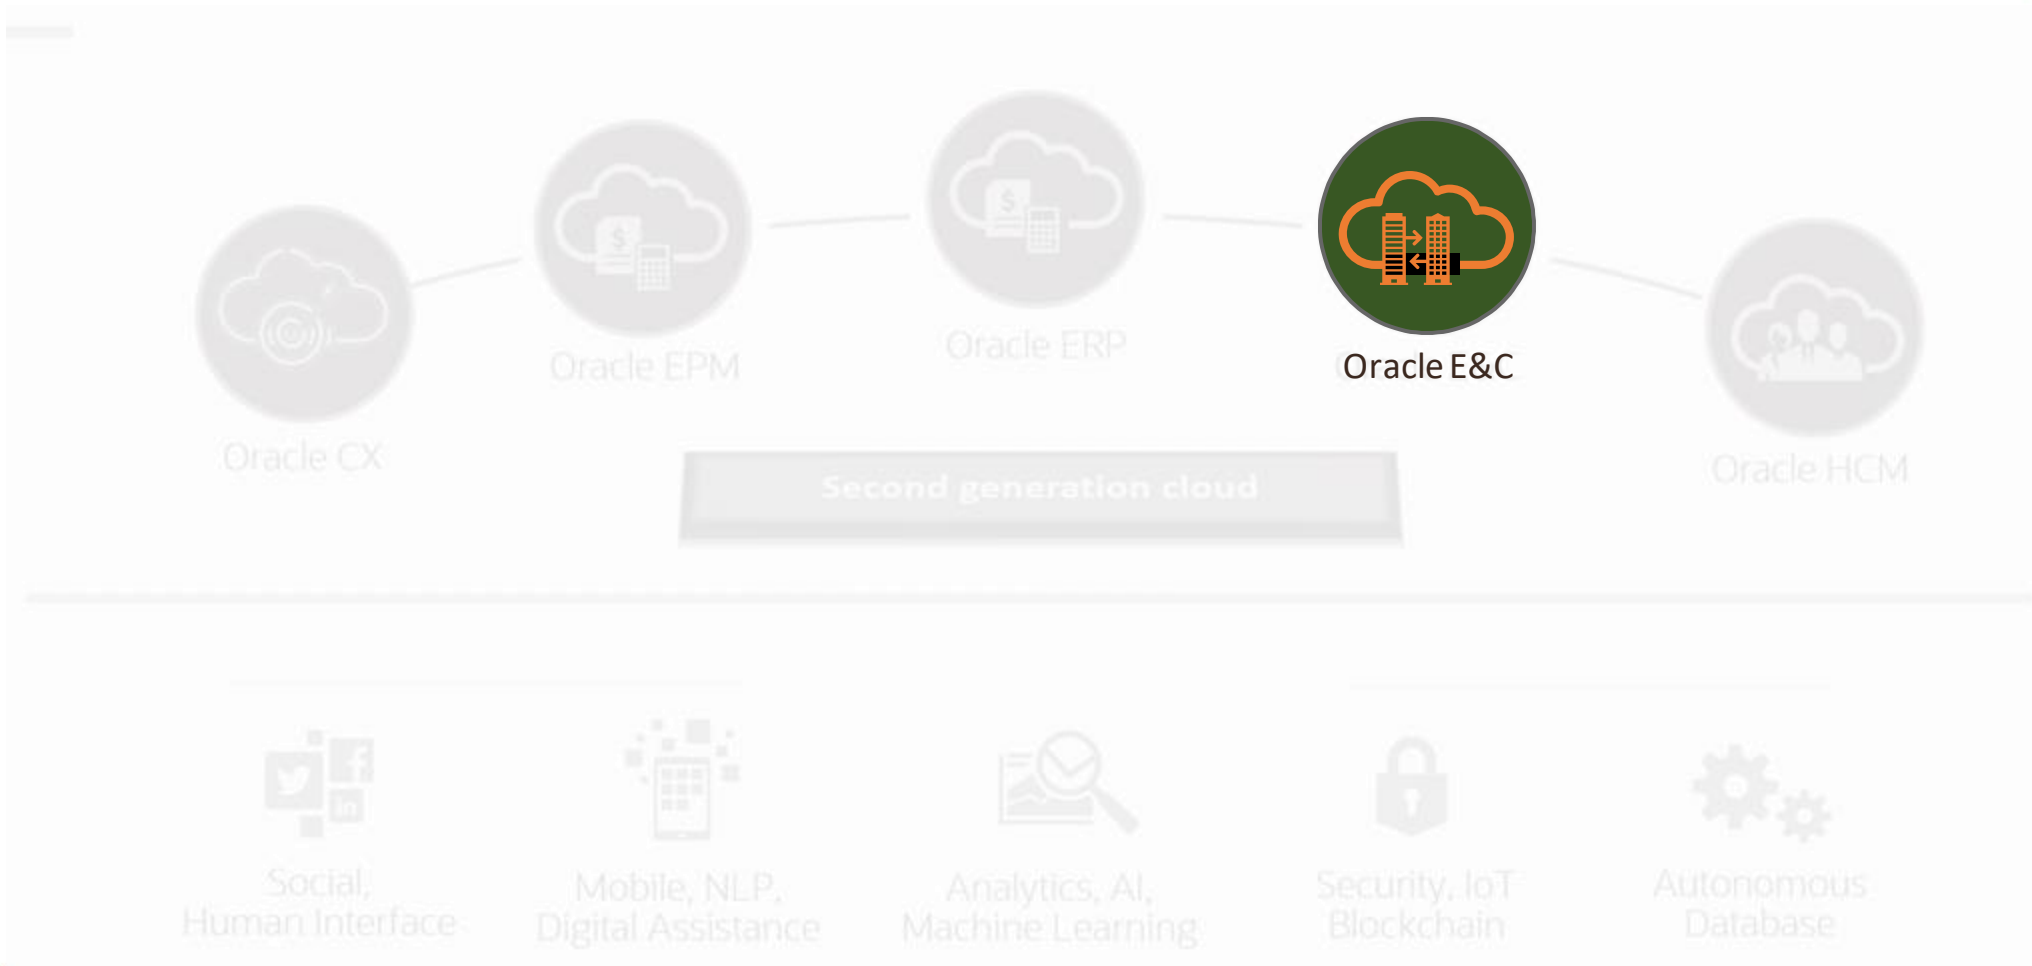 Oracle CX
Oracle EPM
Oracle ERP
Oracle E&C
Oracle HCM
Second generation cloud
Social,
Human Interface
Mobile, NLP,
Digital Assistance
Analytics, AI,
Machine Learning
Security, IoT
Blockchain
Autonomous
Database
$
$
in